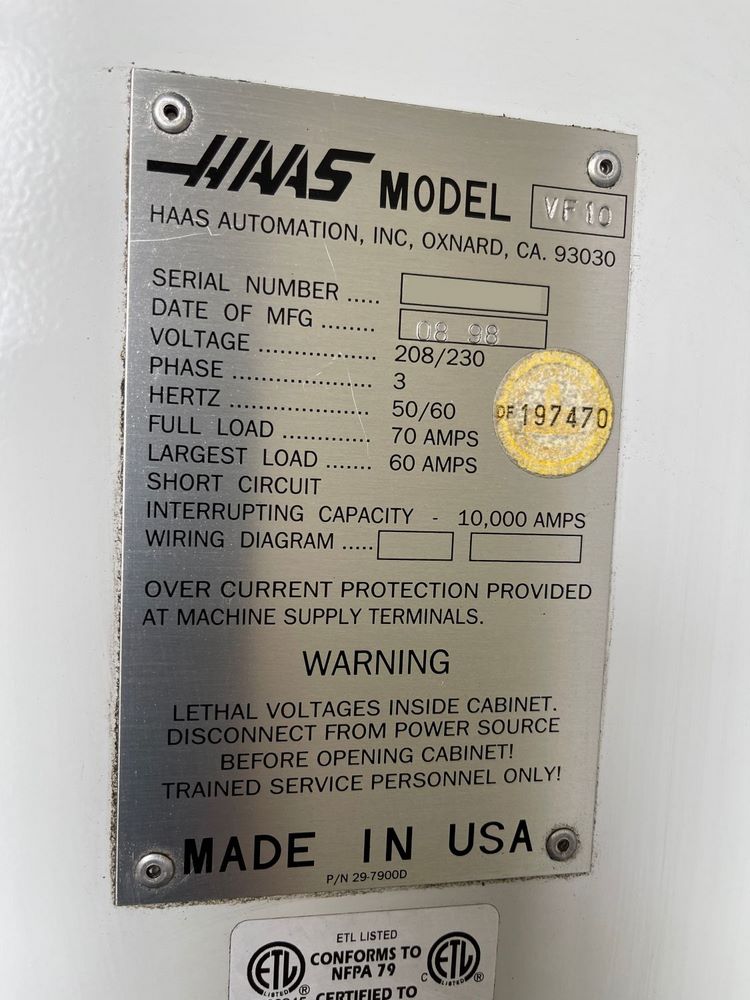 HAAS MODEL VF10
HAAS AUTOMATION, INC, OXNARD, CA. 93030
SERIAL NUMBER .....
DATE OF MFG ........ 08 98
VOLTAGE ................. 208/230
PHASE .................... 3
HERTZ .................... 50/60
FULL LOAD ............. 70 AMPS
LARGEST LOAD ....... 60 AMPS
SHORT CIRCUIT
INTERRUPTING CAPACITY - 10,000 AMPS
WIRING DIAGRAM .....
DF 197470
OVER CURRENT PROTECTION PROVIDED
AT MACHINE SUPPLY TERMINALS.
WARNING
LETHAL VOLTAGES INSIDE CABINET.
DISCONNECT FROM POWER SOURCE
BEFORE OPENING CABINET!
TRAINED SERVICE PERSONNEL ONLY!
MADE IN USA
P/N 29-7900D
ETL LISTED
CONFORMS TO
NFPA 79
ETL LISTED ®
C ETL LISTED ®
CERTIFIED TO